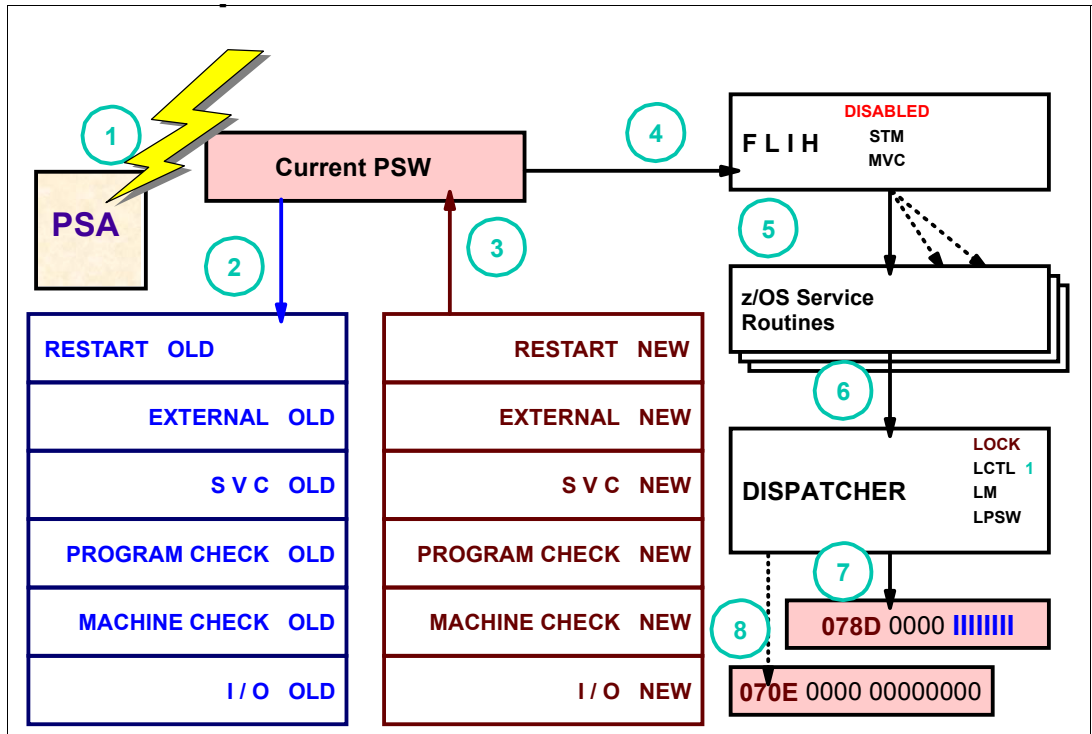 1
PSA
Current PSW
2
3
4
F L I H
DISABLED
STM
MVC
5
z/OS Service
Routines
6
DISPATCHER
LOCK
LCTL 1
LM
LPSW
7
078D 0000 IIIIIIII
8
070E 0000 00000000
RESTART OLD
EXTERNAL OLD
S V C OLD
PROGRAM CHECK OLD
MACHINE CHECK OLD
I / O OLD
RESTART NEW
EXTERNAL NEW
S V C NEW
PROGRAM CHECK NEW
MACHINE CHECK NEW
I / O NEW